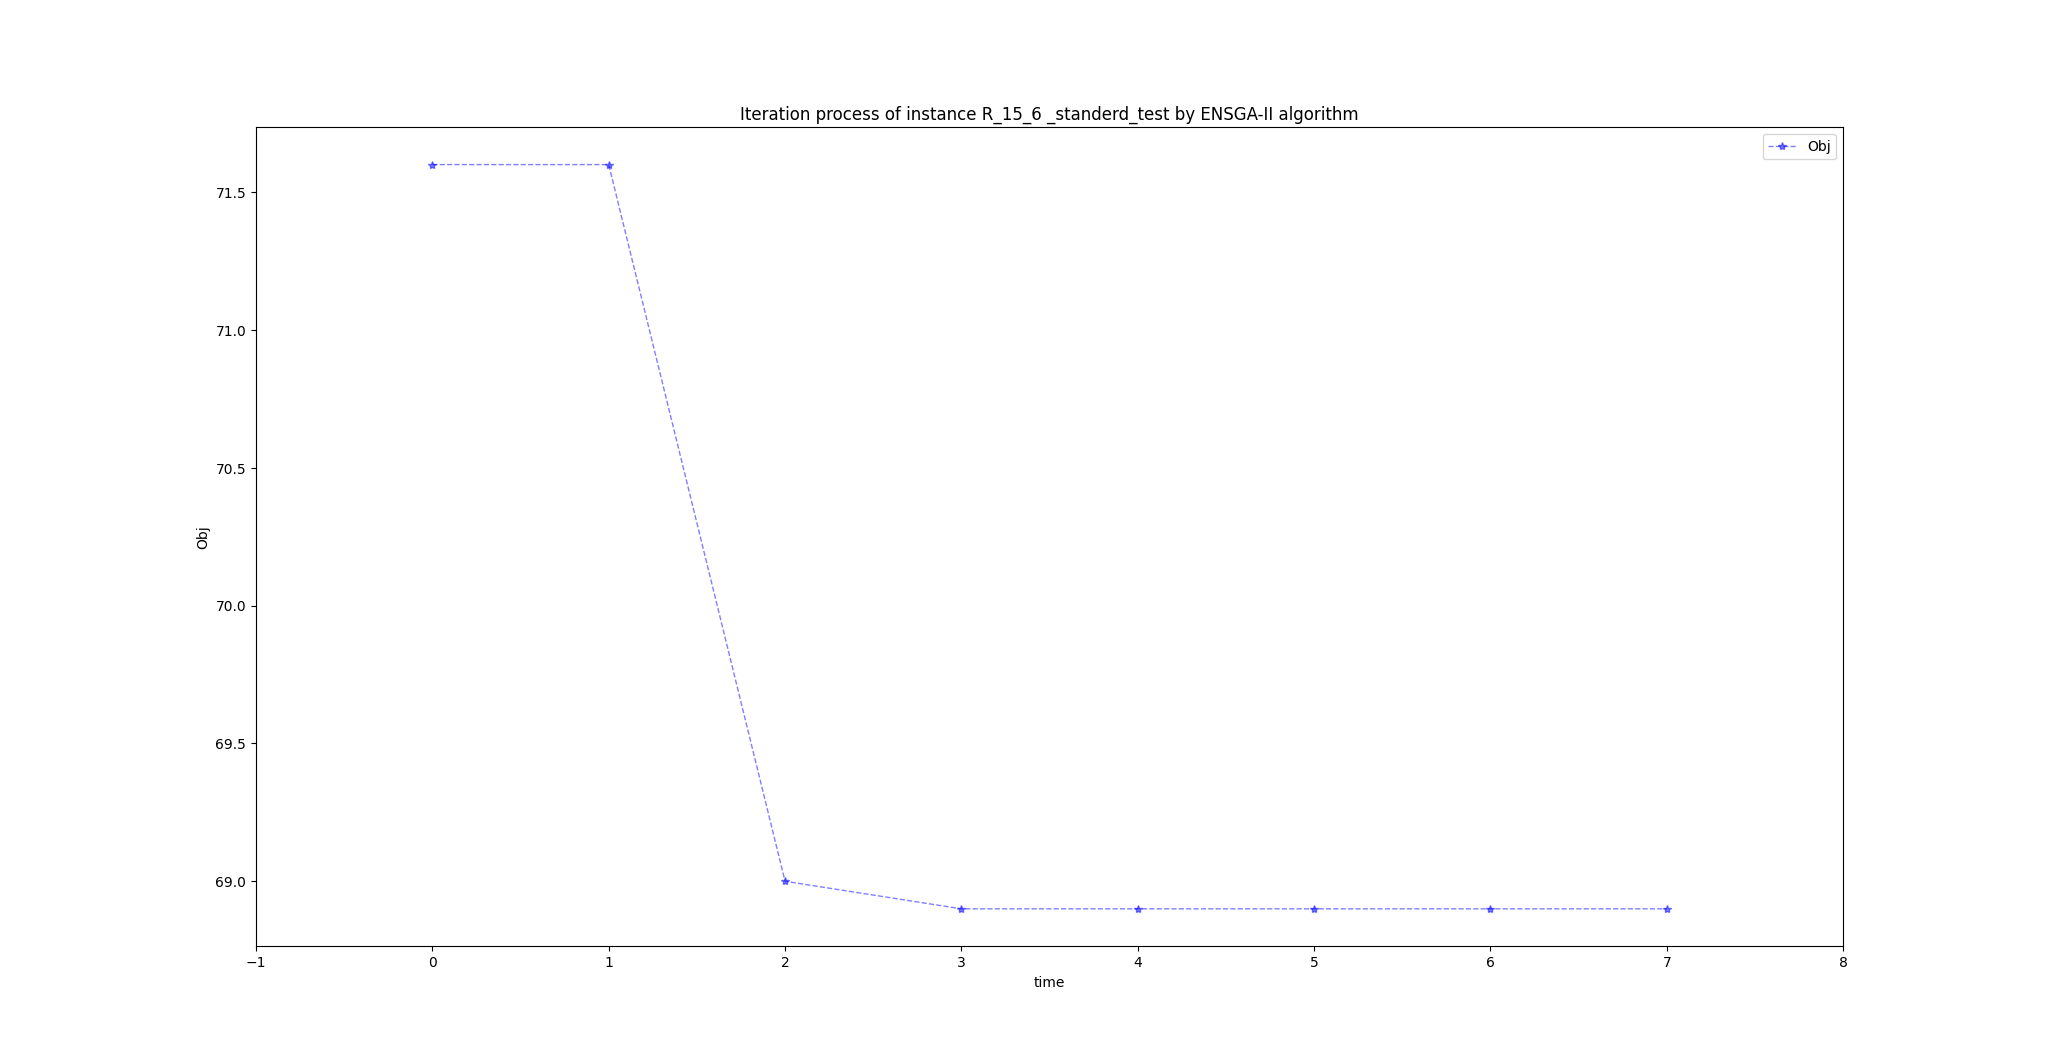 Iteration process of instance R_15_6 _standerd_test by ENSGA-II algorithm
Obj
71.5
71.0
70.5
70.0
69.5
69.0
Obj
−1 0 1 2 3 4 5 6 7 8
time